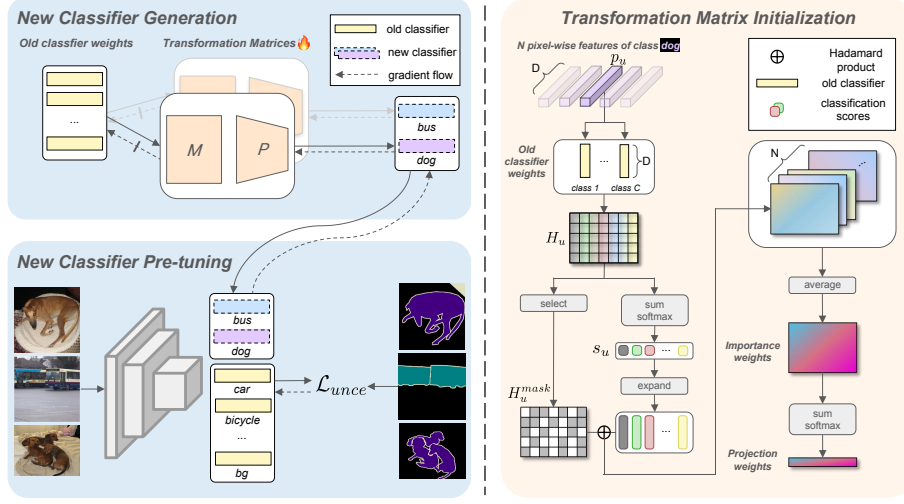 New Classifier Generation
Old classfier weights
Transformation Matrices
old classifier
new classifier
gradient flow
...
M
P
bus
dog
New Classifier Pre-tuning
bus
dog
car
bicycle
...
bg
L_unce
Transformation Matrix Initialization
N pixel-wise features of class dog
D
p_u
Hadamard
product
old classifier
classification
scores
Old
classifier
weights
...
D
class 1 class C
H_u
N
...
select
sum
softmax
average
s_u
...
Importance
weights
expand
H_u^mask
...
sum
softmax
Projection
weights